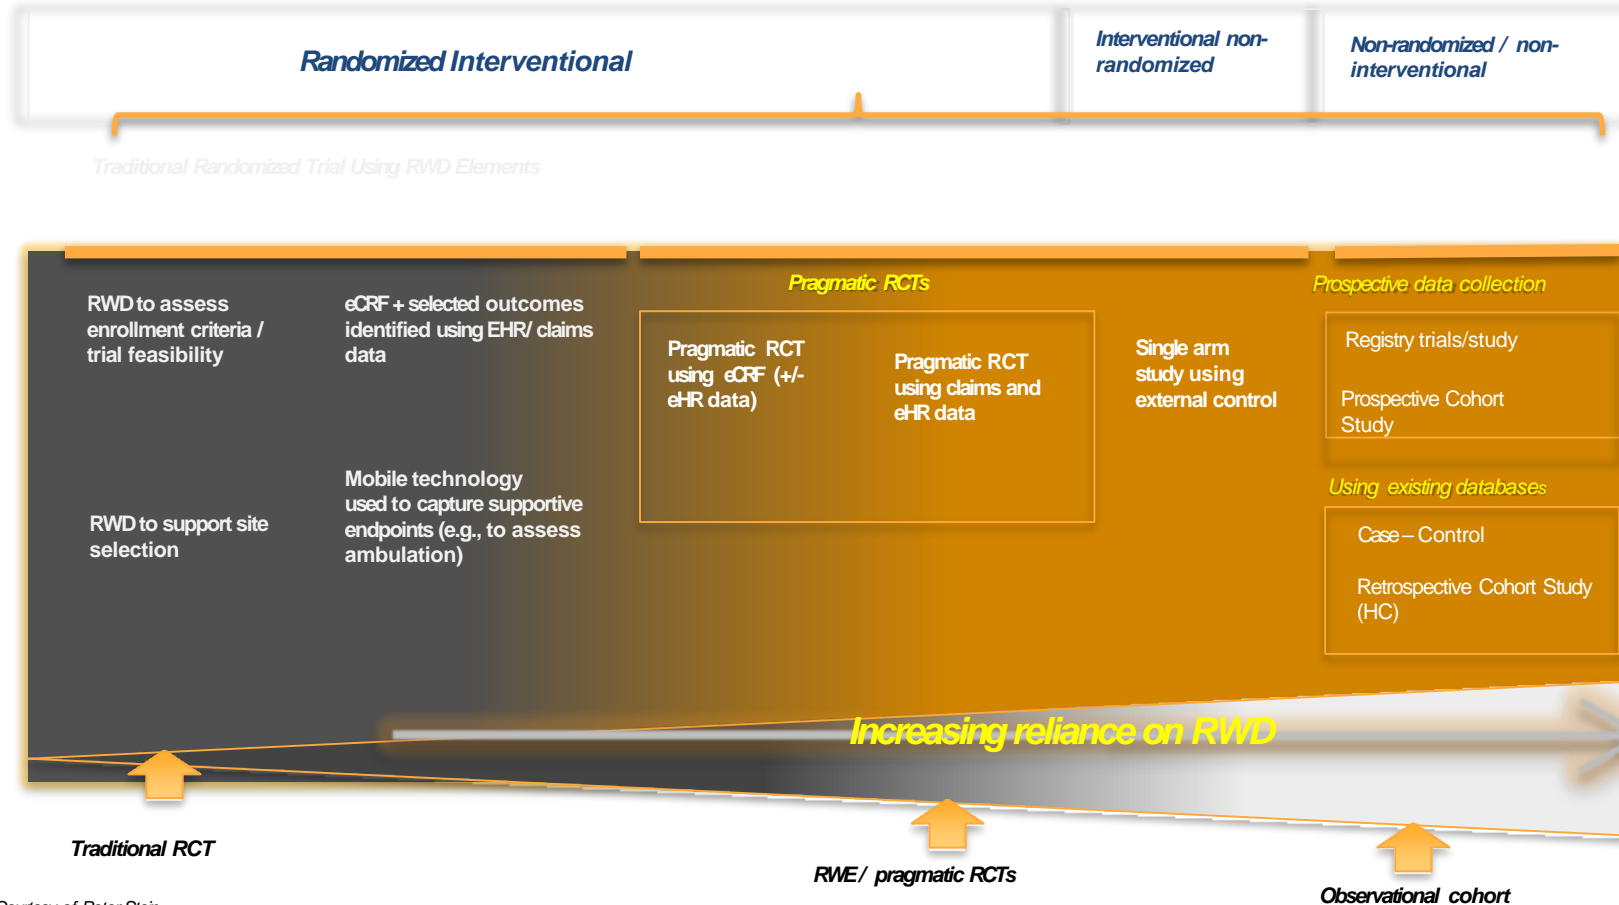 Randomized Interventional
Interventional non-
randomized
Non-randomized / non-
interventional
Traditional Randomized Trial Using RWD Elements
Pragmatic RCTs
Prospective data collection
RWD to assess
enrollment criteria /
trial feasibility
eCRF + selected outcomes
identified using EHR/ claims
data
Pragmatic RCT
using eCRF (+/-
eHR data)
Pragmatic RCT
using claims and
eHR data
Single arm
study using
external control
Registry trials/study
Prospective Cohort
Study
RWD to support site
selection
Mobile technology
used to capture supportive
endpoints (e.g., to assess
ambulation)
Using existing databases
Case – Control
Retrospective Cohort Study
(HC)
Increasing reliance on RWD
Traditional RCT
RWE / pragmatic RCTs
Observational cohort
Courtesy of Peter Stein